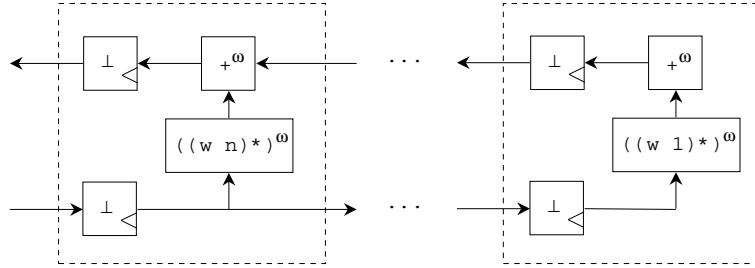 ⊥ +^ω ··· ⊥ +^ω
((w n)*)^ω ((w 1)*)^ω
⊥ ··· ⊥